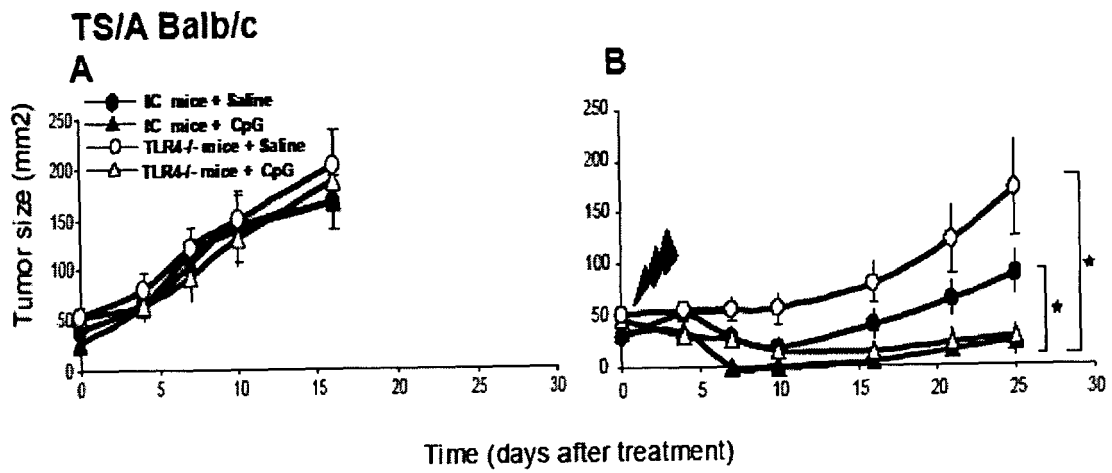 TS/A Balb/c
A
IC mice + Saline
IC mice + CpG
TLR4-/- mice + Saline
TLR4-/- mice + CpG
Tumor size (mm2)
250
200
150
100
50
0
0 5 10 15 20 25 30
B
250
200
150
100
50
0
0 5 10 15 20 25 30
*
*
Time (days after treatment)